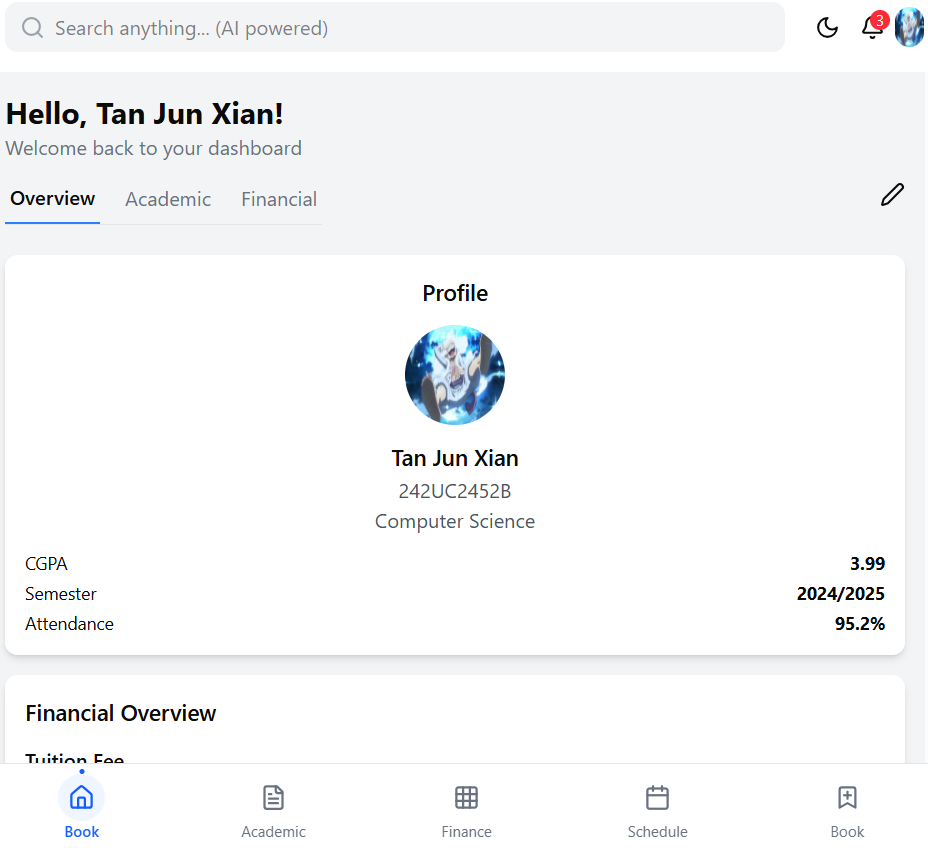 Search anything... (AI powered)
3
Hello, Tan Jun Xian!
Welcome back to your dashboard
Overview Academic Financial
Profile
Tan Jun Xian
242UC2452B
Computer Science
CGPA 3.99
Semester 2024/2025
Attendance 95.2%
Financial Overview
Tuition Fee
Book Academic Finance Schedule Book